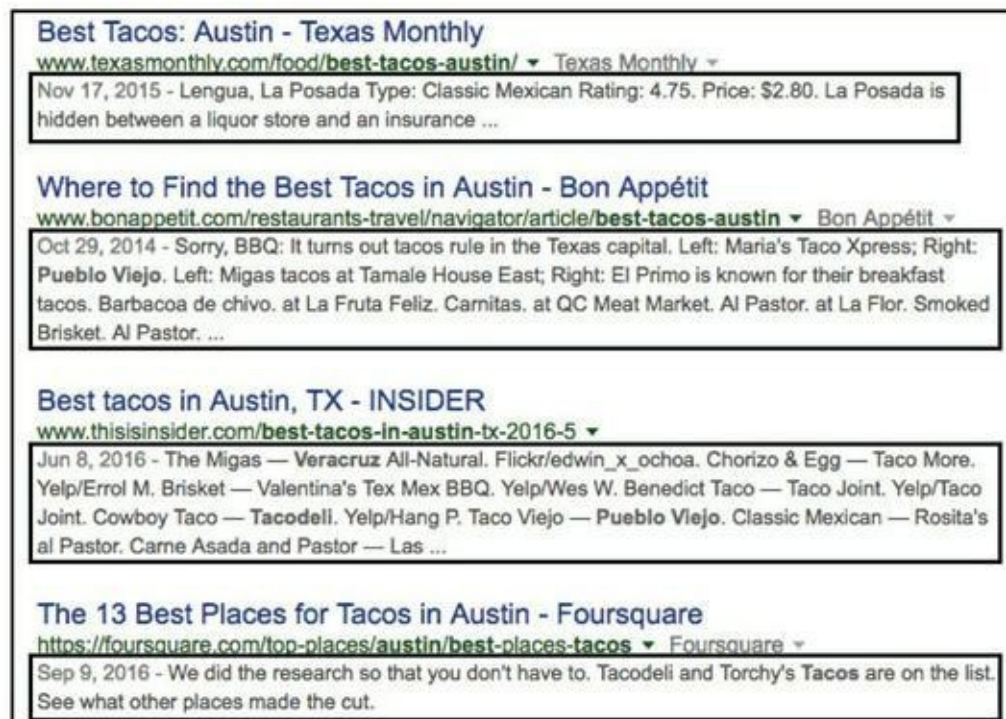 Best Tacos: Austin - Texas Monthly
www.texasmonthly.com/food/best-tacos-austin/ Texas Monthly
Nov 17, 2015 - Lengua, La Posada Type: Classic Mexican Rating: 4.75. Price: $2.80. La Posada is
hidden between a liquor store and an insurance ...
Where to Find the Best Tacos in Austin - Bon Appétit
www.bonappetit.com/restaurants-travel/navigator/article/best-tacos-austin Bon Appétit
Oct 29, 2014 - Sorry, BBQ: It turns out tacos rule in the Texas capital. Left: Maria's Taco Xpress; Right:
Pueblo Viejo. Left: Migas tacos at Tamale House East; Right: El Primo is known for their breakfast
tacos. Barbacoa de chivo. at La Fruta Feliz. Carnitas. at QC Meat Market. Al Pastor. at La Flor. Smoked
Brisket. Al Pastor. ...
Best tacos in Austin, TX - INSIDER
www.thisisinsider.com/best-tacos-in-austin-tx-2016-5
Jun 8, 2016 - The Migas — Veracruz All-Natural. Flickr/edwin_x_ochoa. Chorizo & Egg — Taco More.
Yelp/Errol M. Brisket — Valentina's Tex Mex BBQ. Yelp/Wes W. Benedict Taco — Taco Joint. Yelp/Taco
Joint. Cowboy Taco — Tacodeli. Yelp/Hang P. Taco Viejo — Pueblo Viejo. Classic Mexican — Rosita's
al Pastor. Carne Asada and Pastor — Las ...
The 13 Best Places for Tacos in Austin - Foursquare
https://foursquare.com/top-places/austin/best-places-tacos Foursquare
Sep 9, 2016 - We did the research so that you don't have to. Tacodeli and Torchy's Tacos are on the list.
See what other places made the cut.